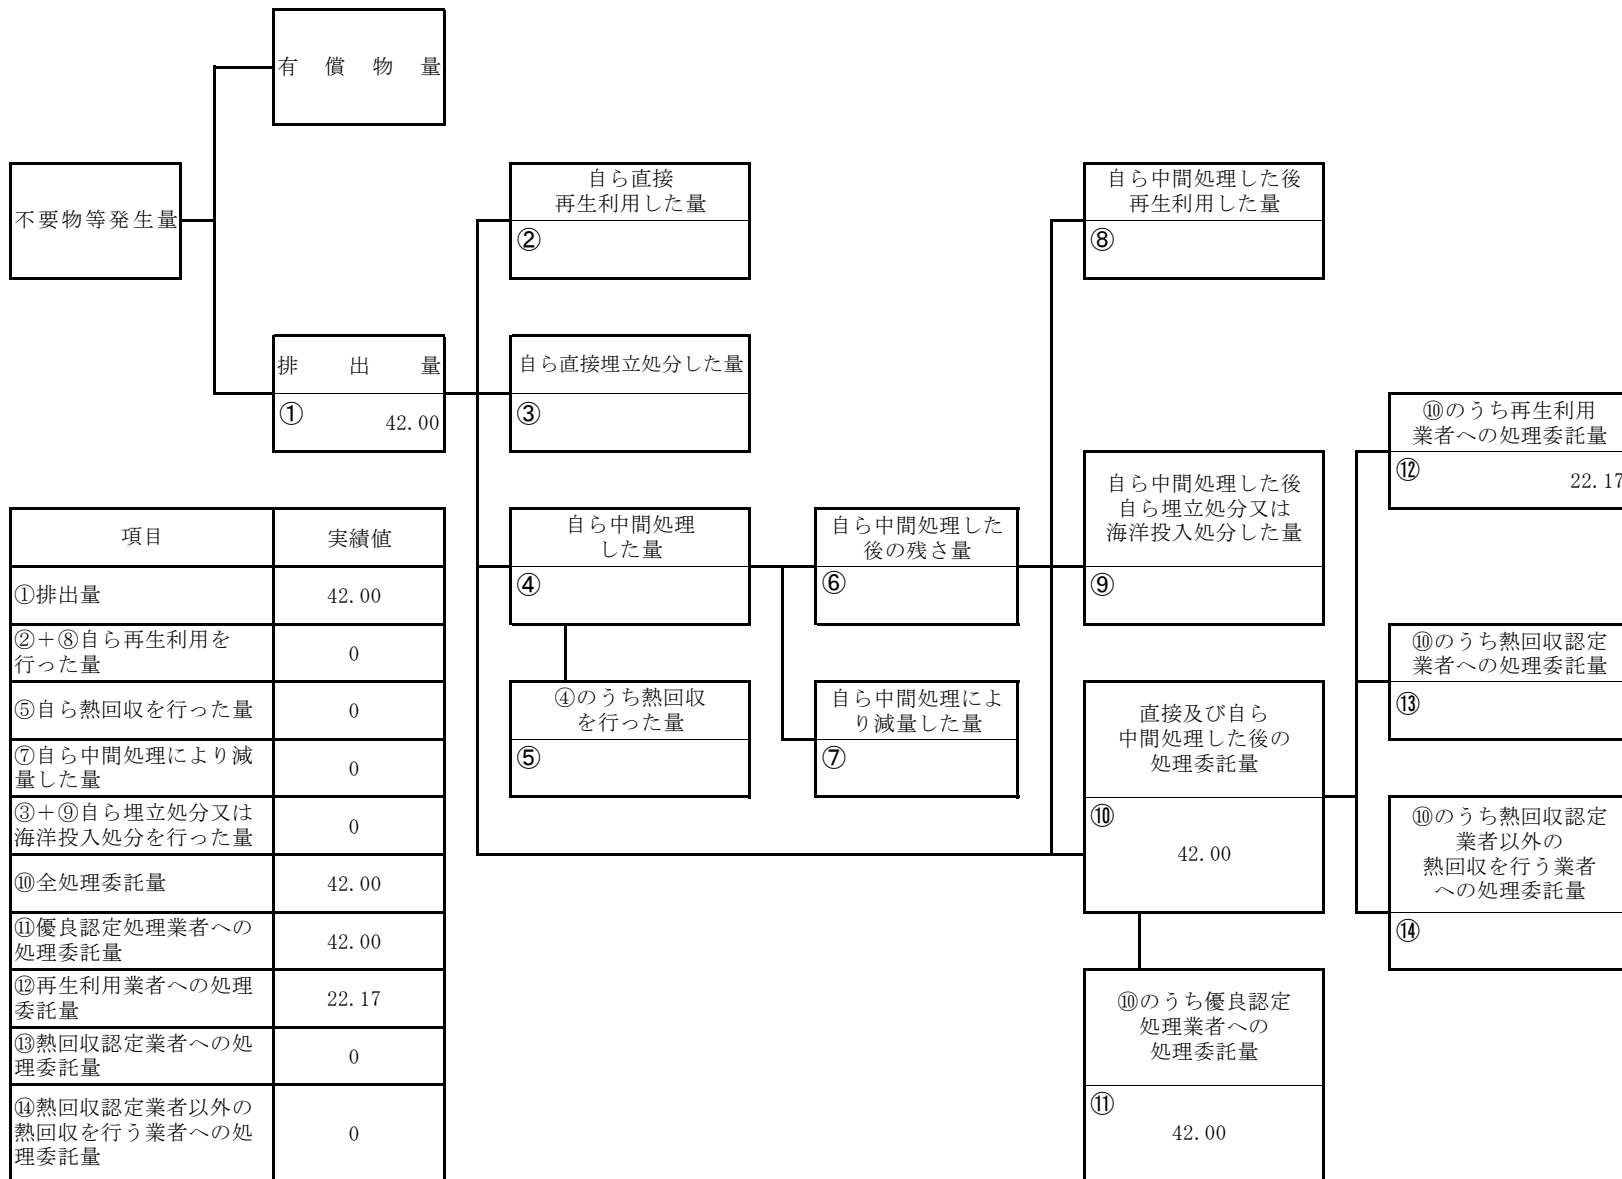 有償物量
不要物等発生量
排出量
① 42.00
自ら直接
再生利用した量
②
自ら直接埋立処分した量
③
自ら中間処理
した量
④
④のうち熱回収
を行った量
⑤
自ら中間処理した
後の残さ量
⑥
自ら中間処理によ
り減量した量
⑦
自ら中間処理した後
再生利用した量
⑧
自ら中間処理した後
自ら埋立処分又は
海洋投入処分した量
⑨
直接及び自ら
中間処理した後の
処理委託量
⑩
42.00
⑩のうち優良認定
処理業者への
処理委託量
⑪
42.00
⑩のうち再生利用
業者への処理委託量
⑫ 22.17
⑩のうち熱回収認定
業者への処理委託量
⑬
⑩のうち熱回収認定
業者以外の
熱回収を行う業者
への処理委託量
⑭
項目 実績値
①排出量 42.00
②＋⑧自ら再生利用を
行った量 0
⑤自ら熱回収を行った量 0
⑦自ら中間処理により減
量した量 0
③＋⑨自ら埋立処分又は
海洋投入処分を行った量 0
⑩全処理委託量 42.00
⑪優良認定処理業者への
処理委託量 42.00
⑫再生利用業者への処理
委託量 22.17
⑬熱回収認定業者への処
理委託量 0
⑭熱回収認定業者以外の
熱回収を行う業者への処
理委託量 0